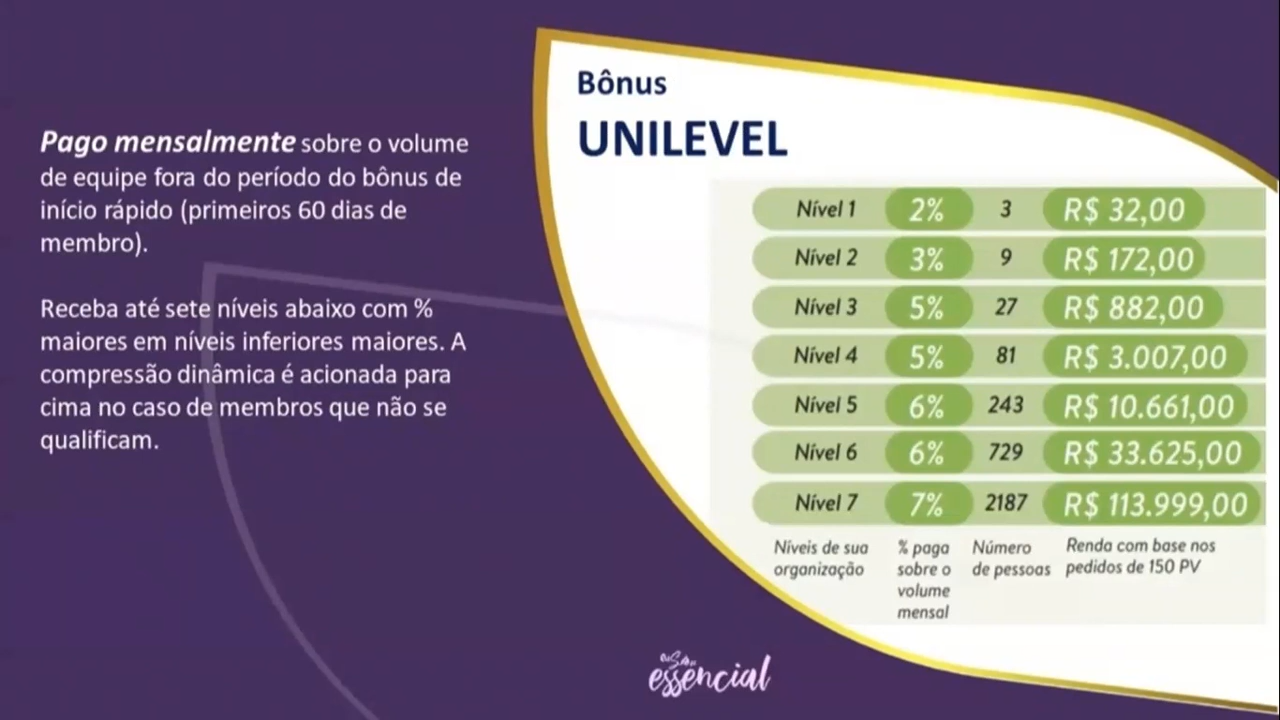 Pago mensalmente sobre o volume
de equipe fora do período do bônus de
início rápido (primeiros 60 dias de
membro).
Receba até sete níveis abaixo com %
maiores em níveis inferiores maiores. A
compressão dinâmica é acionada para
cima no caso de membros que não se
qualificam.
Bônus
UNILEVEL
Nível 1 2% 3 R$ 32,00
Nível 2 3% 9 R$ 172,00
Nível 3 5% 27 R$ 882,00
Nível 4 5% 81 R$ 3.007,00
Nível 5 6% 243 R$ 10.661,00
Nível 6 6% 729 R$ 33.625,00
Nível 7 7% 2187 R$ 113.999,00
Níveis de sua
organização
% paga
sobre o
volume
mensal
Número
de pessoas
Renda com base nos
pedidos de 150 PV
essencial